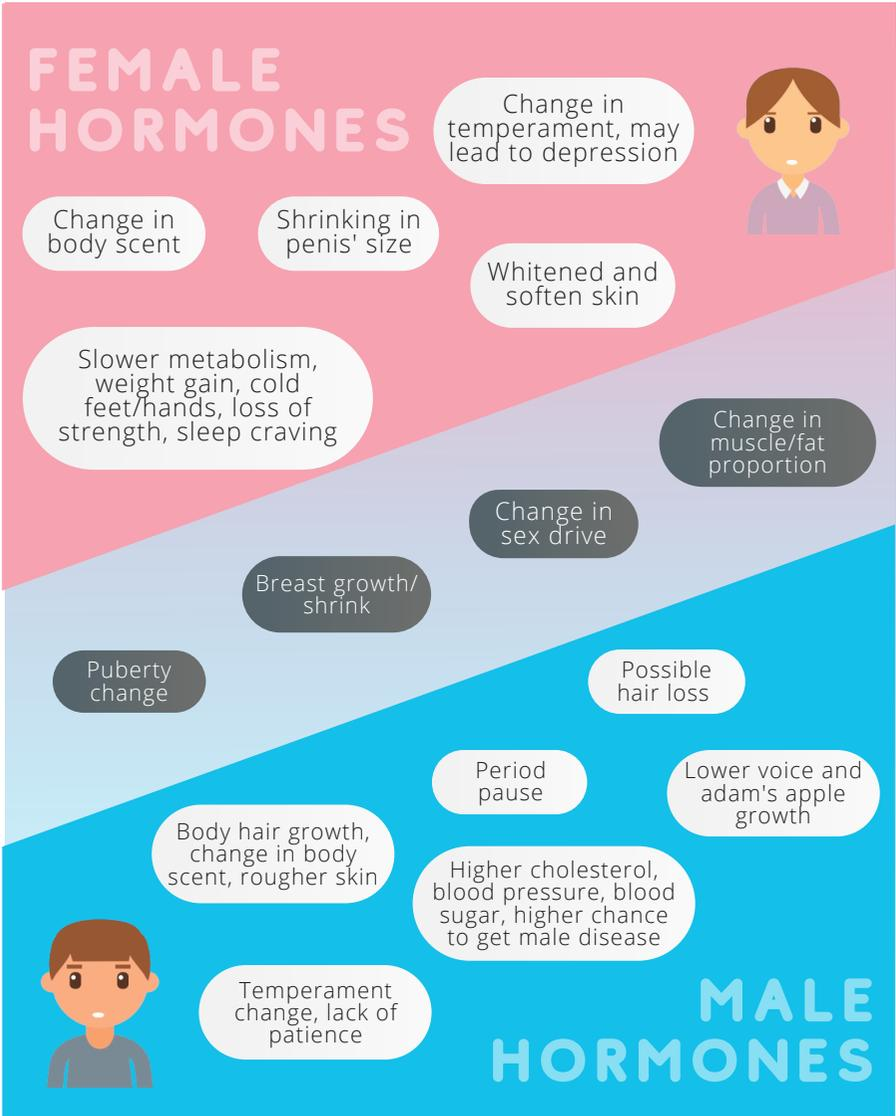 FEMALE
HORMONES
Change in
temperament, may
lead to depression
Change in
body scent
Shrinking in
penis' size
Whitened and
soften skin
Slower metabolism,
weight gain, cold
feet/hands, loss of
strength, sleep craving
Change in
muscle/fat
proportion
Change in
sex drive
Breast growth/
shrink
Puberty
change
Possible
hair loss
Period
pause
Lower voice and
adam's apple
growth
Body hair growth,
change in body
scent, rougher skin
Higher cholesterol,
blood pressure, blood
sugar, higher chance
to get male disease
Temperament
change, lack of
patience
MALE
HORMONES